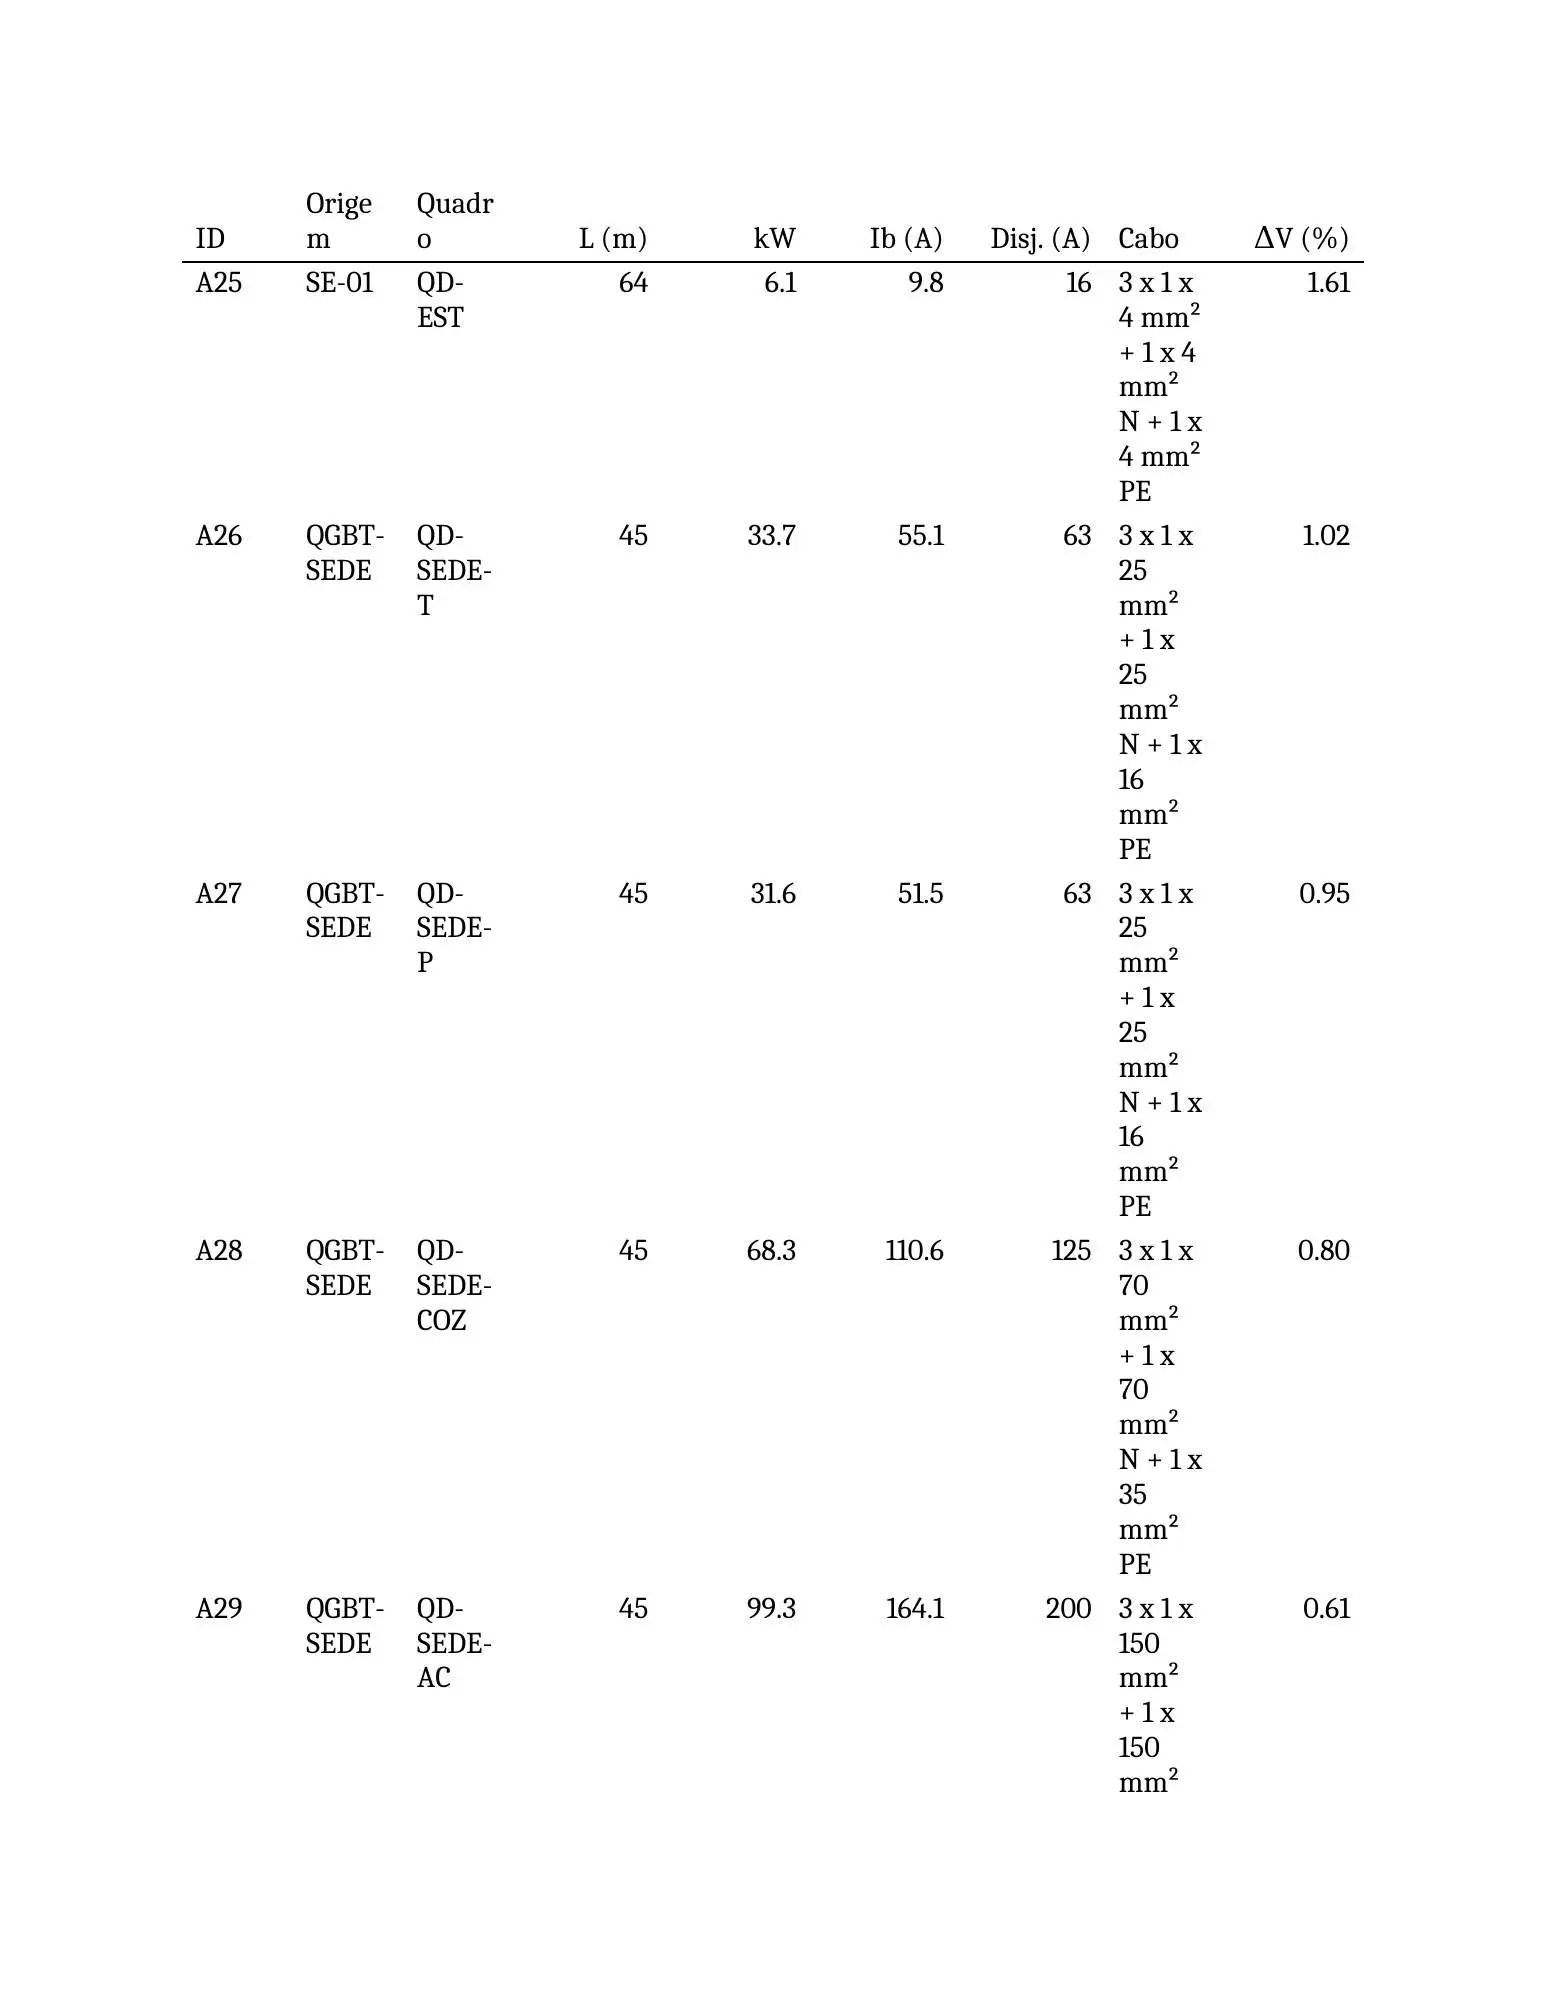 ID Orige
m Quadr
o L (m) kW Ib (A) Disj. (A) Cabo ΔV (%)
A25 SE-01 QD- 64 6.1 9.8 16 3 x 1 x 1.61
EST 4 mm²
+ 1 x 4
mm²
N + 1 x
4 mm²
PE
A26 QGBT- QD- 45 33.7 55.1 63 3 x 1 x 1.02
SEDE SEDE- 25
T mm²
+ 1 x
25
mm²
N + 1 x
16
mm²
PE
A27 QGBT- QD- 45 31.6 51.5 63 3 x 1 x 0.95
SEDE SEDE- 25
P mm²
+ 1 x
25
mm²
N + 1 x
16
mm²
PE
A28 QGBT- QD- 45 68.3 110.6 125 3 x 1 x 0.80
SEDE SEDE- 70
COZ mm²
+ 1 x
70
mm²
N + 1 x
35
mm²
PE
A29 QGBT- QD- 45 99.3 164.1 200 3 x 1 x 0.61
SEDE SEDE- 150
AC mm²
+ 1 x
150
mm²